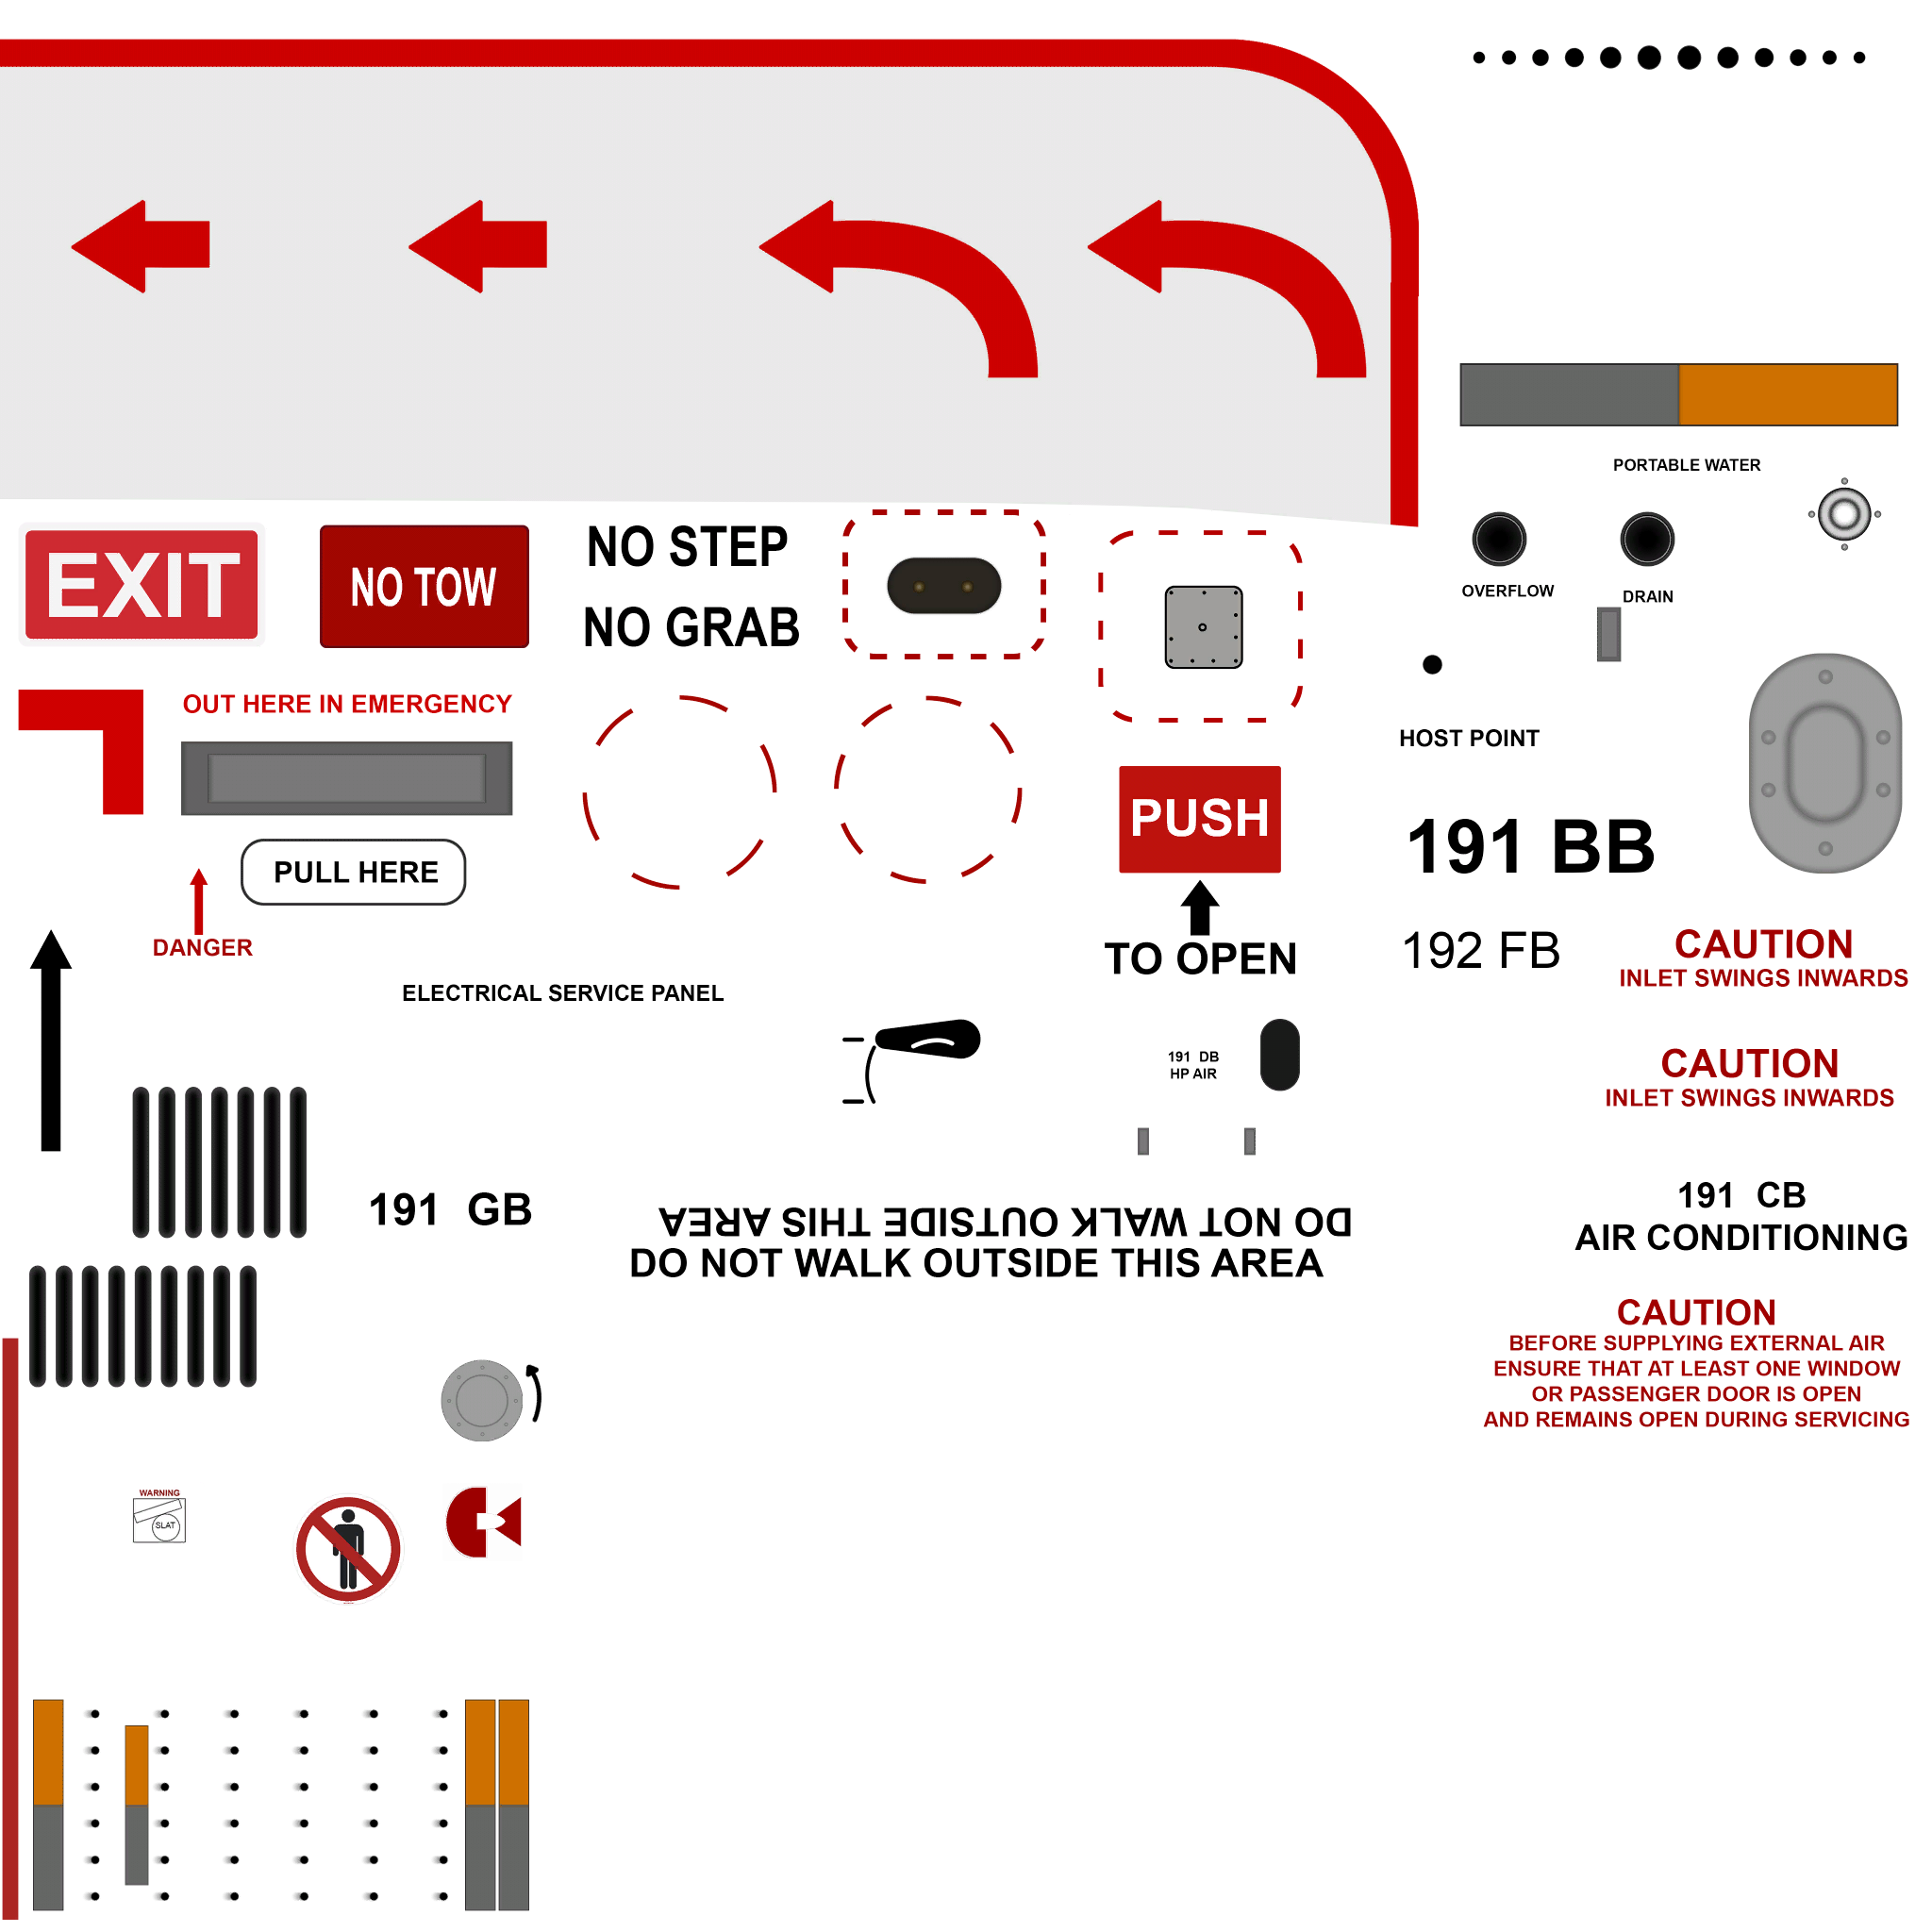 PORTABLE WATER
OVERFLOW
DRAIN
EXIT
NO TOW
NO STEP
NO GRAB
OUT HERE IN EMERGENCY
HOST POINT
PUSH
191 BB
PULL HERE
DANGER
TO OPEN
192 FB
CAUTION
INLET SWINGS INWARDS
ELECTRICAL SERVICE PANEL
191 DB
HP AIR
CAUTION
INLET SWINGS INWARDS
191 GB
DO NOT WALK OUTSIDE THIS AREA
DO NOT WALK OUTSIDE THIS AREA
191 CB
AIR CONDITIONING
CAUTION
BEFORE SUPPLYING EXTERNAL AIR
ENSURE THAT AT LEAST ONE WINDOW
OR PASSENGER DOOR IS OPEN
AND REMAINS OPEN DURING SERVICING
WARNING
SLAT